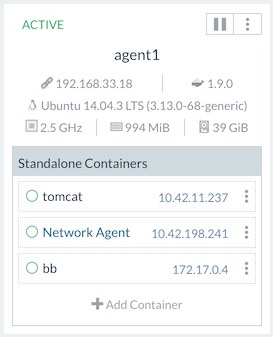 ACTIVE
agent1
192.168.33.18 1.9.0
Ubuntu 14.04.3 LTS (3.13.0-68-generic)
2.5 GHz 994 MiB 39 GiB
Standalone Containers
tomcat 10.42.11.237
Network Agent 10.42.198.241
bb 172.17.0.4
Add Container